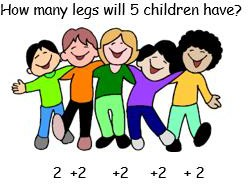 How many legs will 5 children have?
2 +2 +2 +2 + 2